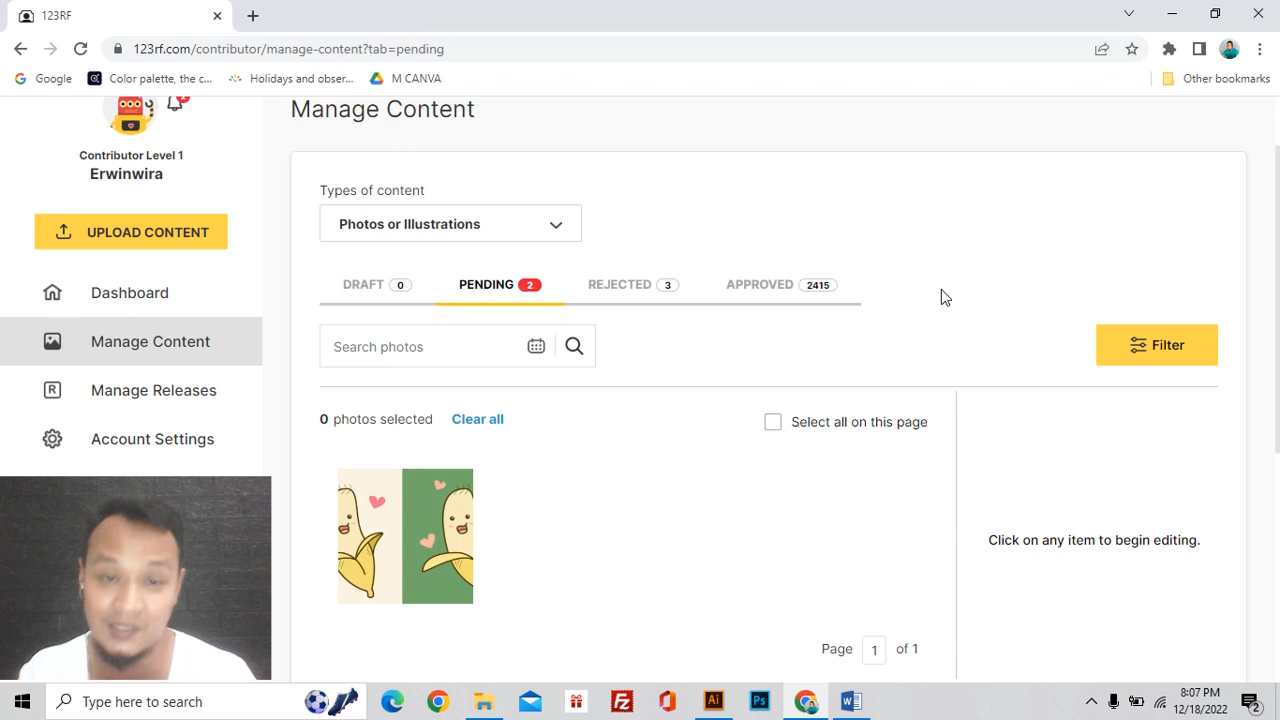 123RF
123rf.com/contributor/manage-content?tab=pending
Google
Color palette, the c...
Holidays and obser...
M CANVA
Other bookmarks
Contributor Level 1
Erwinwira
UPLOAD CONTENT
Dashboard
Manage Content
Manage Releases
Account Settings
Manage Content
Types of content
Photos or Illustrations
DRAFT 0
PENDING 2
REJECTED 3
APPROVED 2415
Search photos
Filter
0 photos selected
Clear all
Select all on this page
Click on any item to begin editing.
Page 1 of 1
Type here to search
8:07 PM
12/18/2022
2